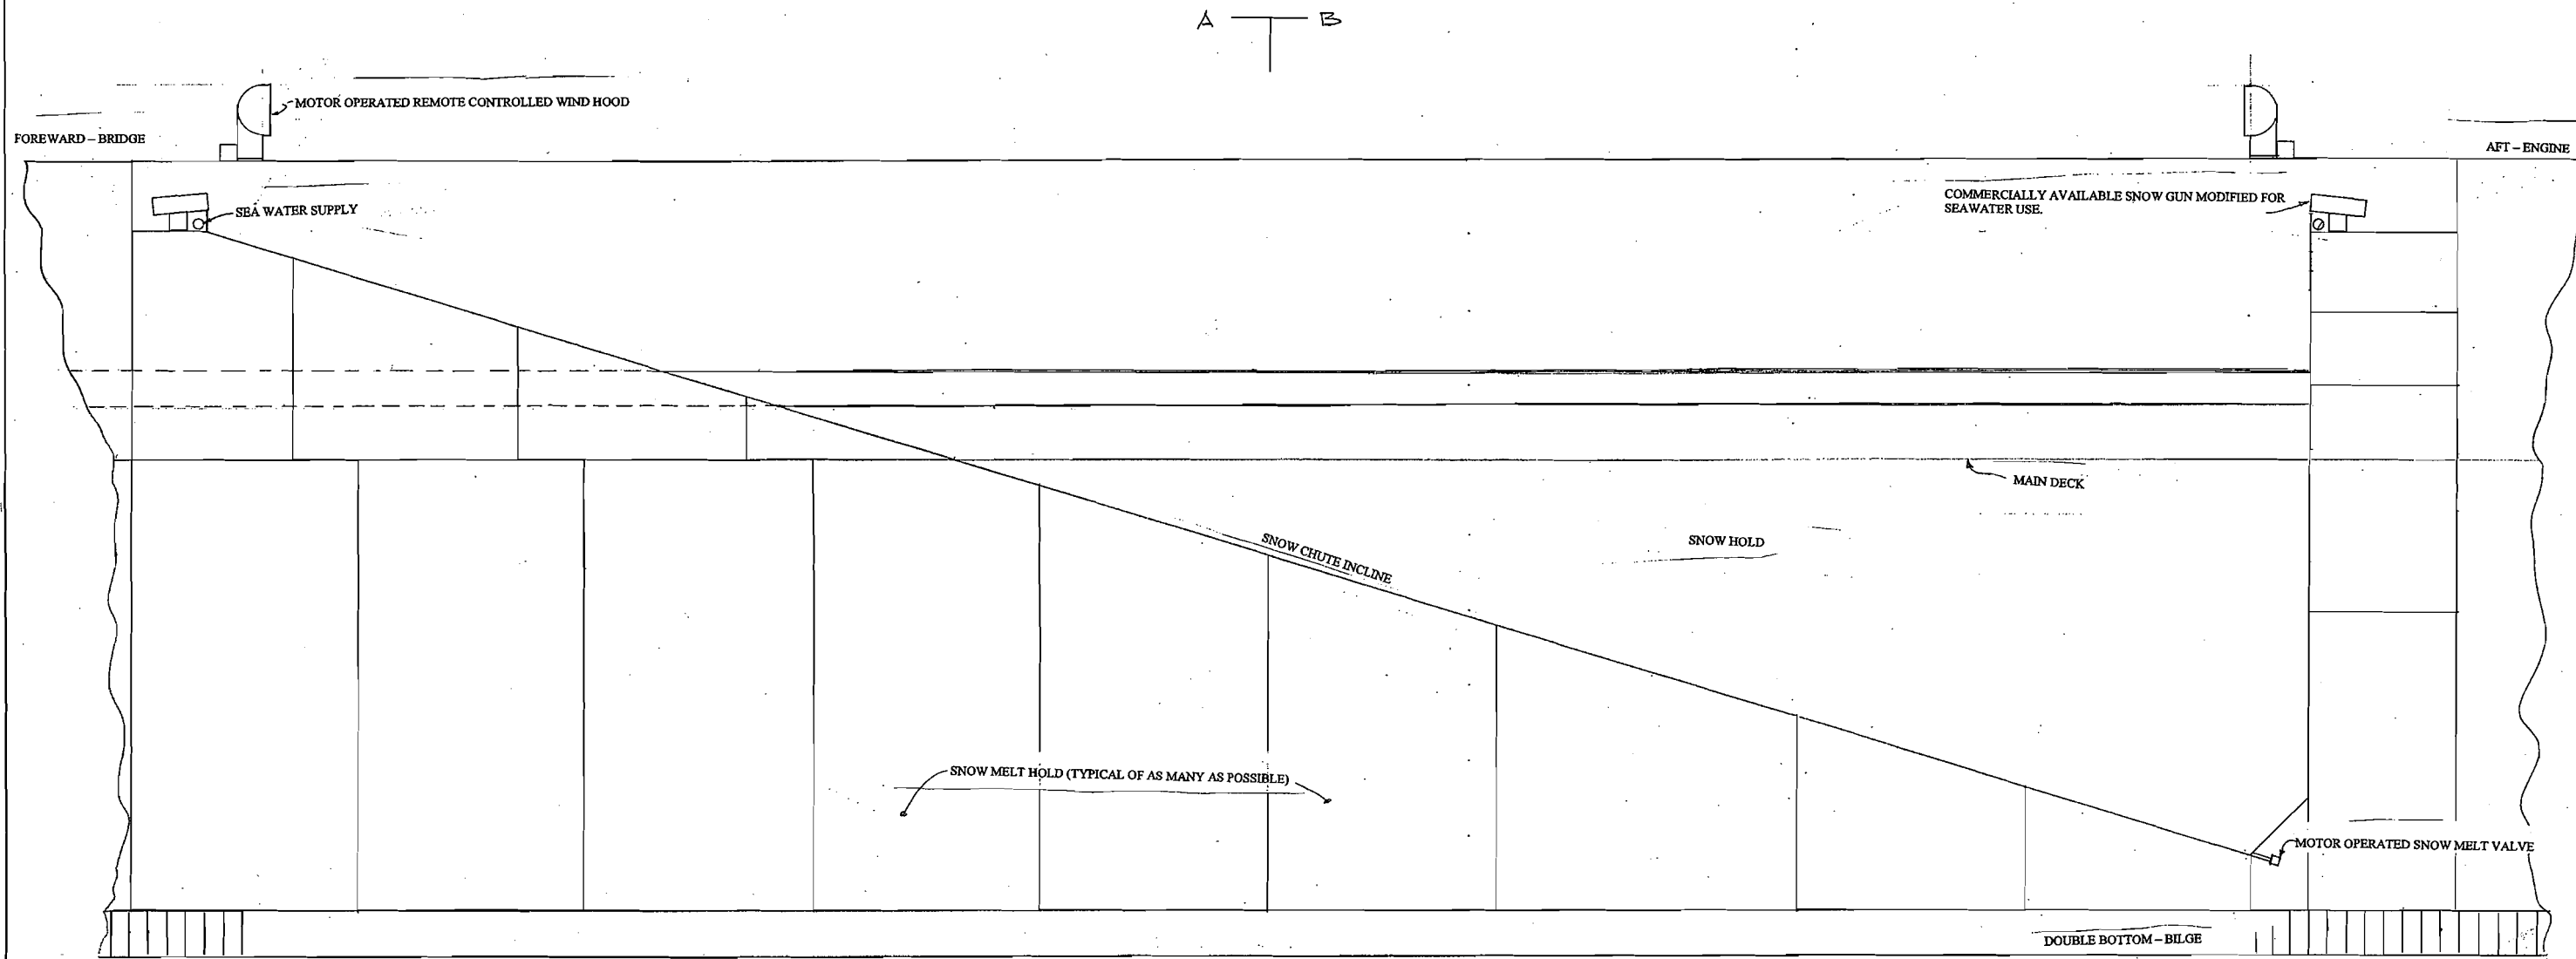 A B
MOTOR OPERATED REMOTE CONTROLLED WIND HOOD
FOREWARD – BRIDGE
AFT – ENGINE
COMMERCIALLY AVAILABLE SNOW GUN MODIFIED FOR
SEAWATER USE.
SEA WATER SUPPLY
MAIN DECK
SNOW HOLD
SNOW CHUTE INCLINE
SNOW MELT HOLD (TYPICAL OF AS MANY AS POSSIBLE)
MOTOR OPERATED SNOW MELT VALVE
DOUBLE BOTTOM – BILGE